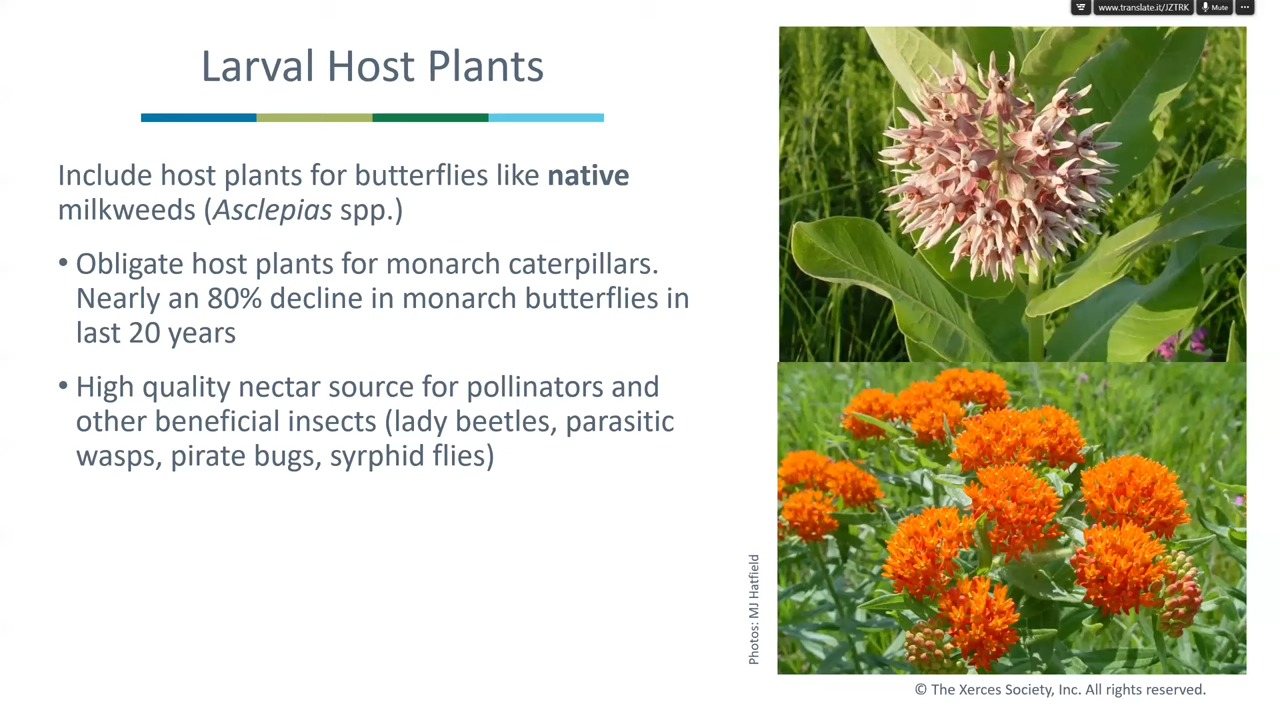 www.translate.it/JZTRK
Mute
Larval Host Plants
Include host plants for butterflies like native
milkweeds (Asclepias spp.)
• Obligate host plants for monarch caterpillars.
Nearly an 80% decline in monarch butterflies in
last 20 years
• High quality nectar source for pollinators and
other beneficial insects (lady beetles, parasitic
wasps, pirate bugs, syrphid flies)
Photos: MJ Hatfield
© The Xerces Society, Inc. All rights reserved.